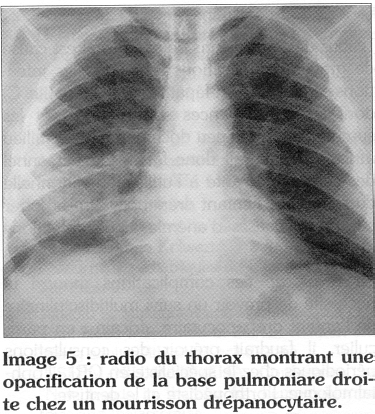 Image 5 : radio du thorax montrant une
opacification de la base pulmoniare droi-
te chez un nourrisson drépanocytaire.